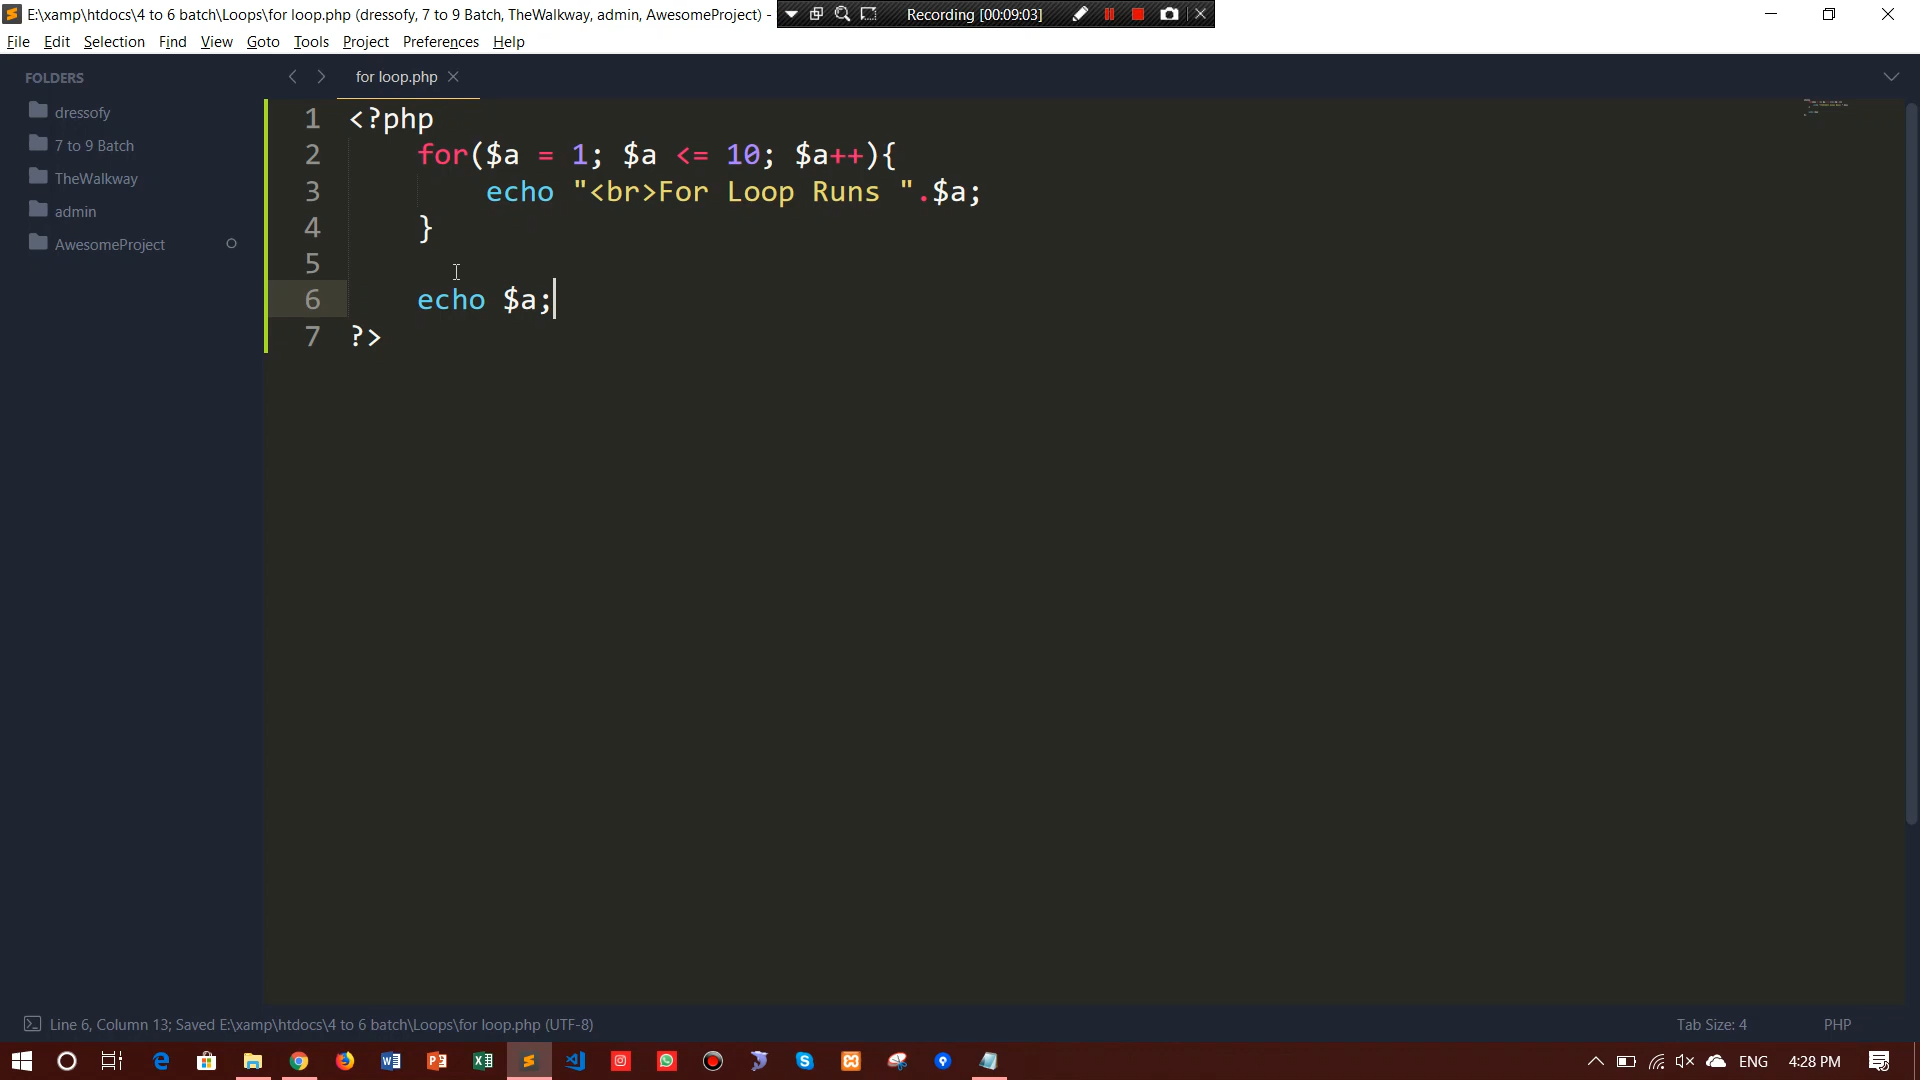 E:\xamp\htdocs\4 to 6 batch\Loops\for loop.php (dressofy, 7 to 9 Batch, TheWalkway, admin, AwesomeProject) -
Recording [00:09:03]
File Edit Selection Find View Goto Tools Project Preferences Help
FOLDERS
dressofy
7 to 9 Batch
TheWalkway
admin
AwesomeProject
for loop.php
1 <?php
2 for($a = 1; $a <= 10; $a++){
3 echo "<br>For Loop Runs ".$a;
4 }
5
6 echo $a;
7 ?>
Line 6, Column 13; Saved E:\xamp\htdocs\4 to 6 batch\Loops\for loop.php (UTF-8)
Tab Size: 4
PHP
ENG
4:28 PM